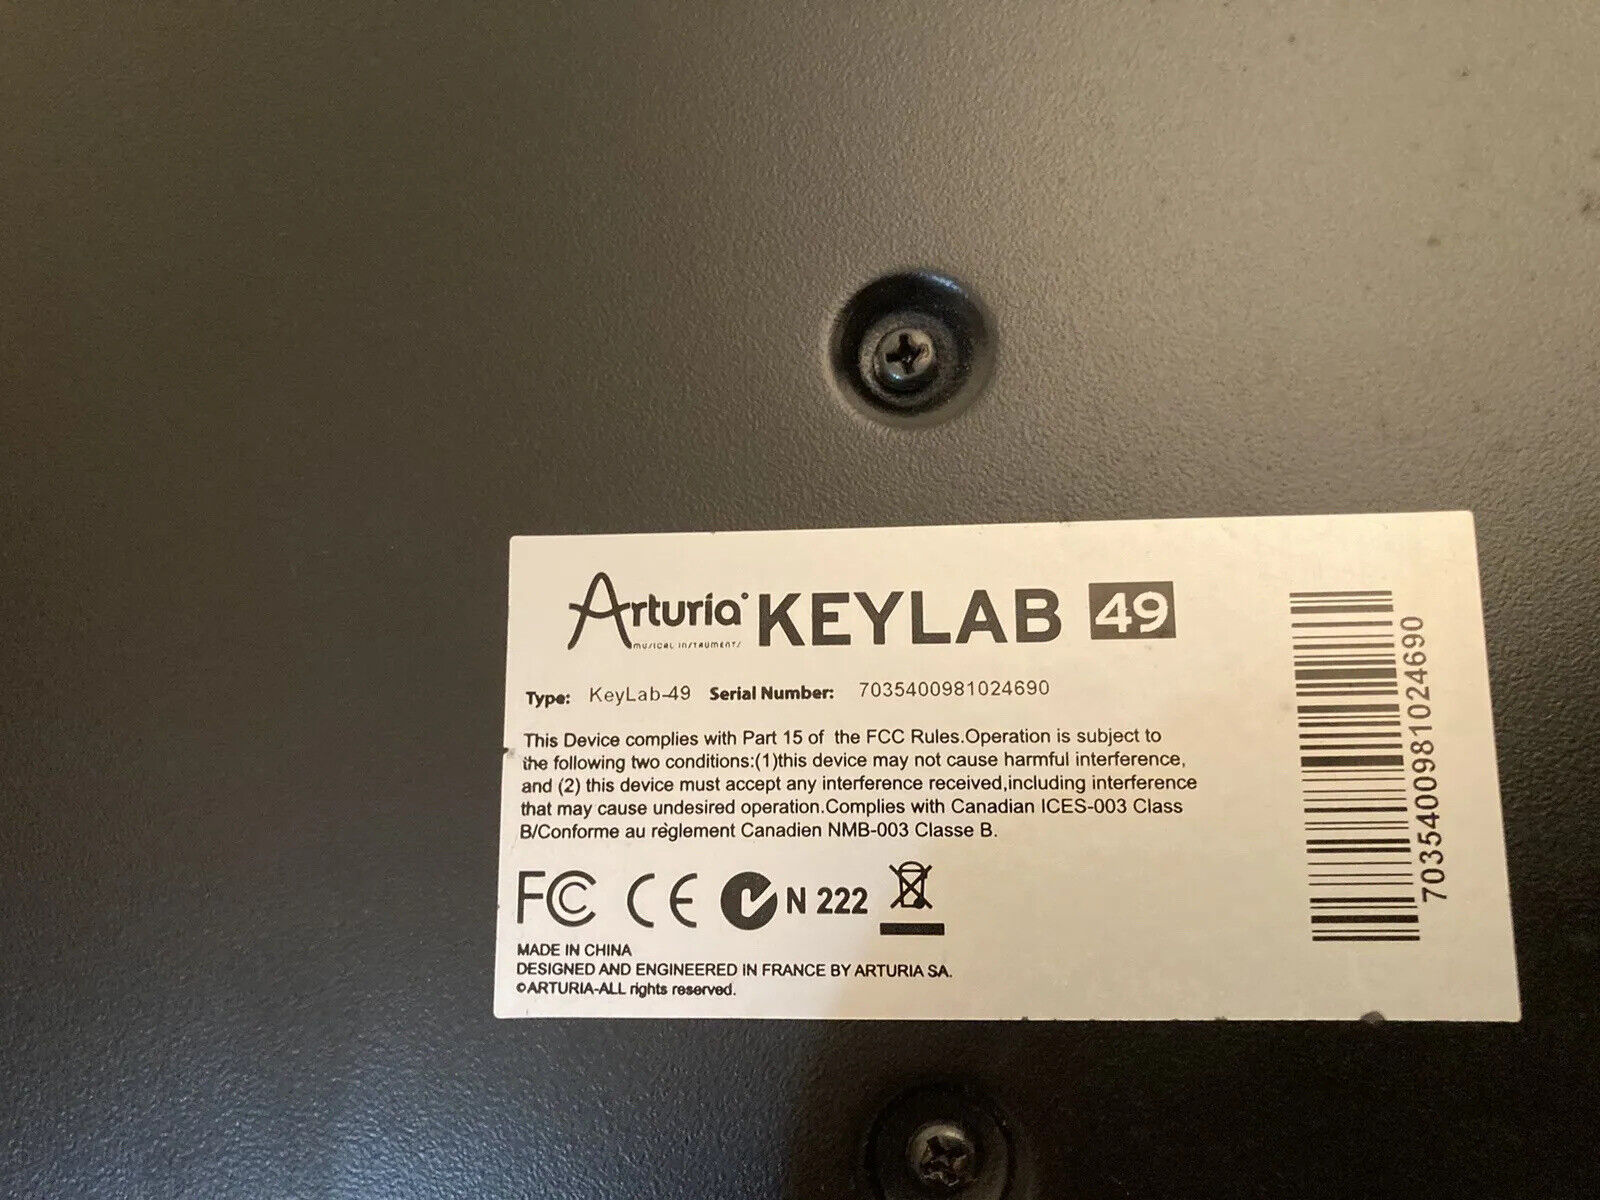 Arturia KEYLAB 49
MUSICAL INSTRUMENTS
Type: KeyLab-49 Serial Number: 7035400981024690
This Device complies with Part 15 of the FCC Rules.Operation is subject to
the following two conditions:(1)this device may not cause harmful interference,
and (2) this device must accept any interference received,including interference
that may cause undesired operation.Complies with Canadian ICES-003 Class
B/Conforme au règlement Canadien NMB-003 Classe B.
FC CE N 222
MADE IN CHINA
DESIGNED AND ENGINEERED IN FRANCE BY ARTURIA SA.
©ARTURIA-ALL rights reserved.
7035400981024690